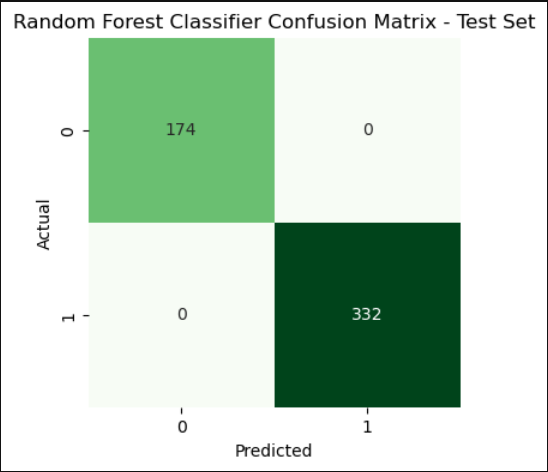 Random Forest Classifier Confusion Matrix - Test Set
0
174
0
Actual
1
0
332
0
1
Predicted